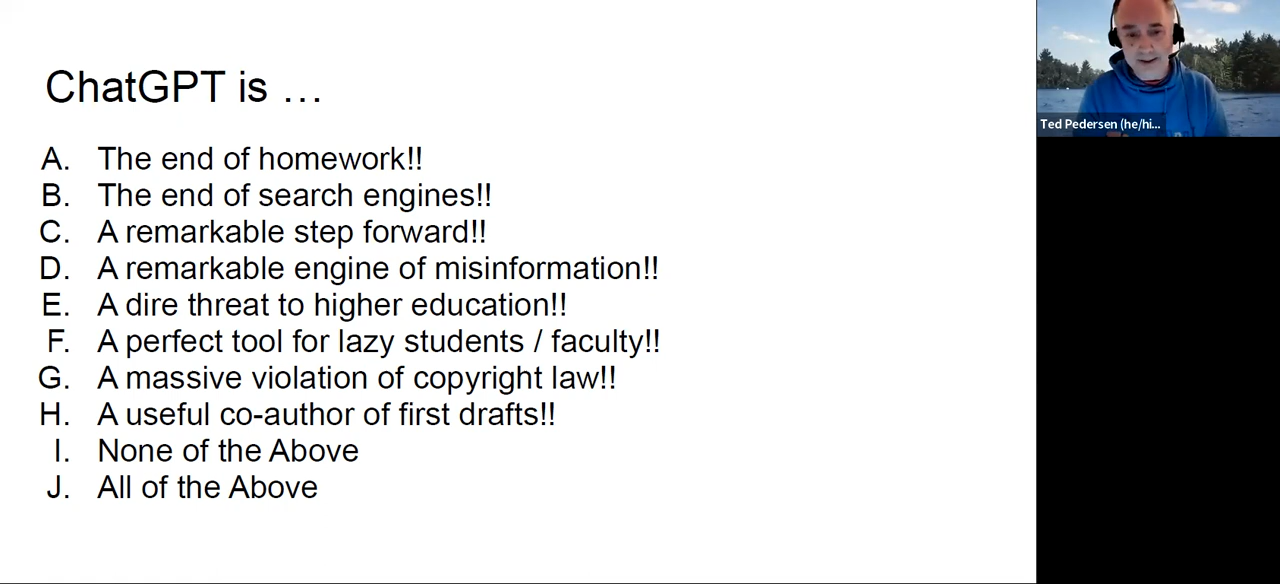 ChatGPT is …
A. The end of homework!!
B. The end of search engines!!
C. A remarkable step forward!!
D. A remarkable engine of misinformation!!
E. A dire threat to higher education!!
F. A perfect tool for lazy students / faculty!!
G. A massive violation of copyright law!!
H. A useful co-author of first drafts!!
I. None of the Above
J. All of the Above
Ted Pedersen (he/hi...